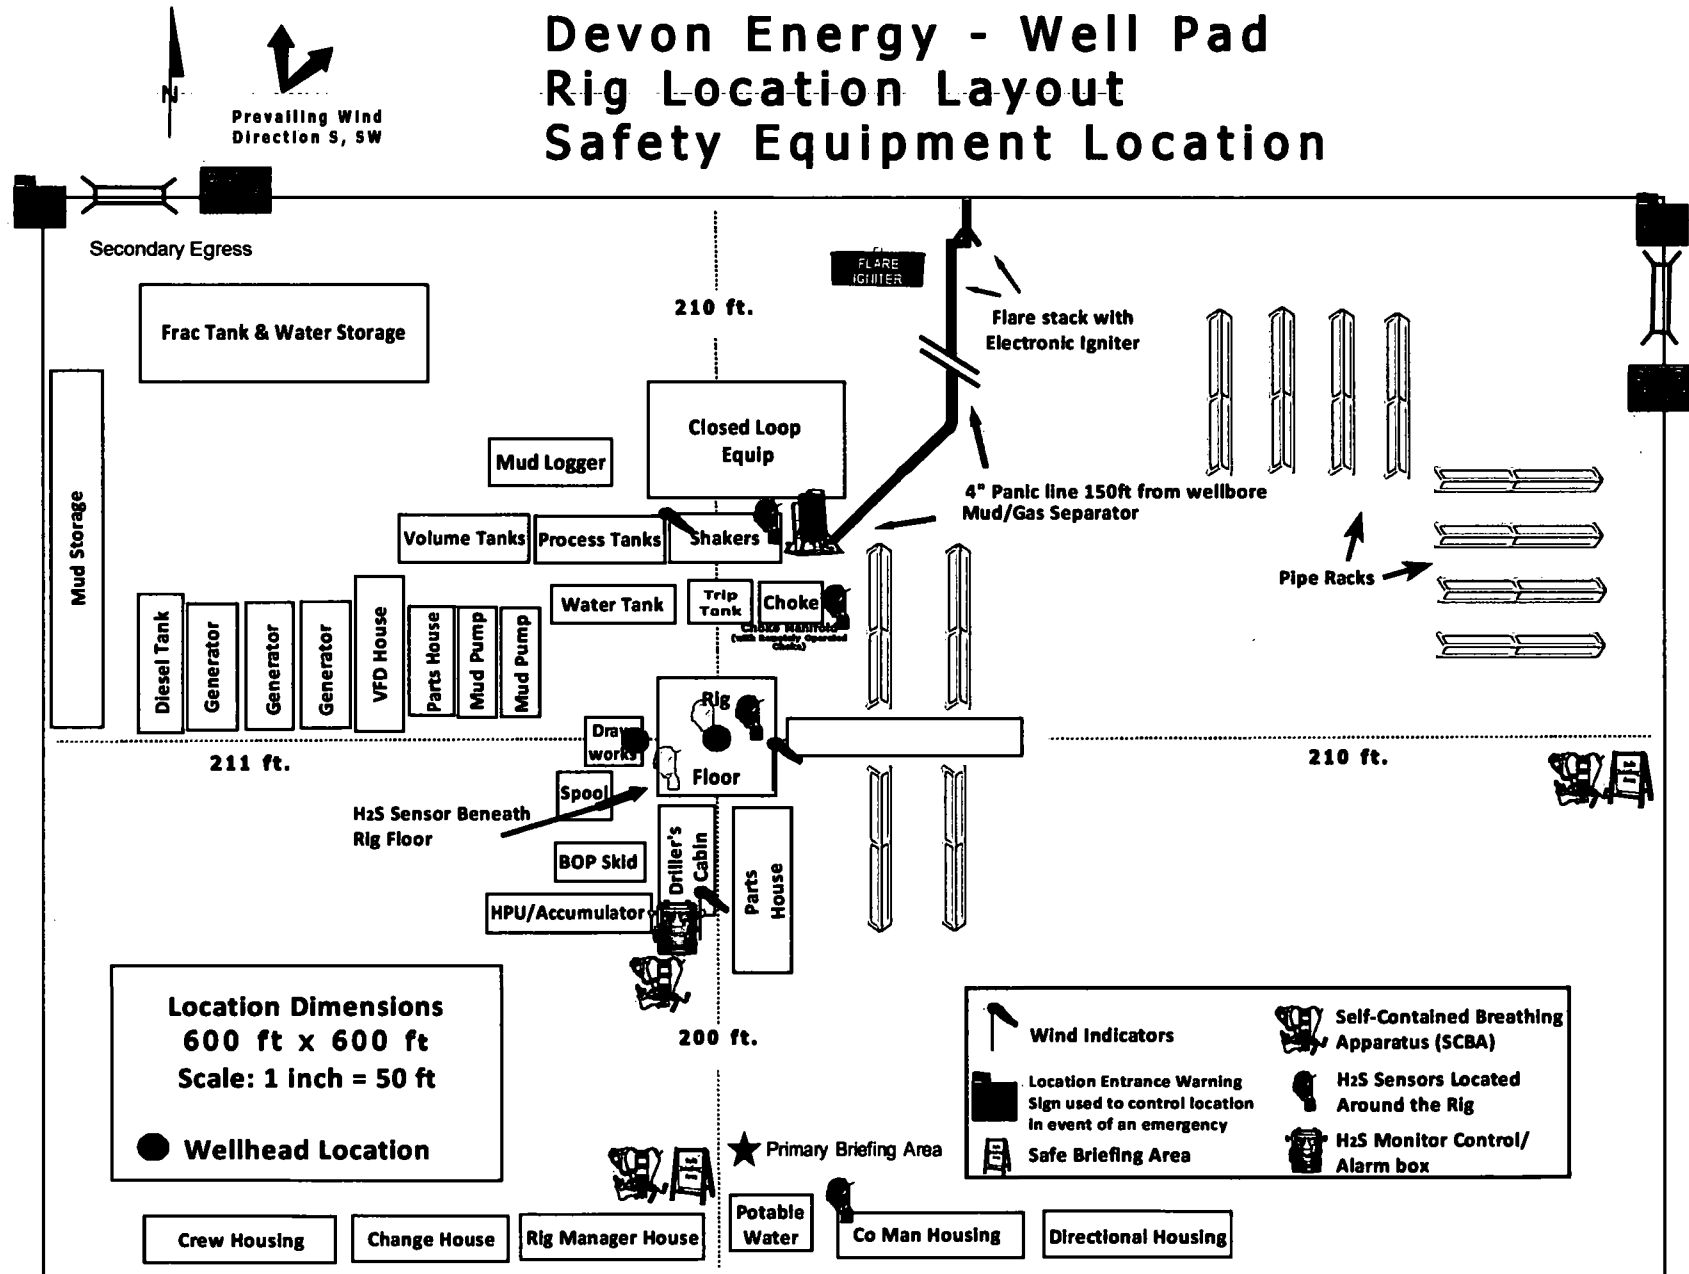 Devon Energy - Well Pad
Rig Location Layout
Safety Equipment Location
N
Prevailing Wind
Direction S, SW
Secondary Egress
FLARE
IGNITER
Frac Tank & Water Storage
210 ft.
Flare stack with
Electronic Igniter
Closed Loop
Equip
Mud Logger
4" Panic line 150ft from wellbore
Mud/Gas Separator
Mud Storage
Volume Tanks
Process Tanks
Shakers
Pipe Racks
Water Tank
Trip
Tank
Choke
Choke Manifold
(with Remotely Operated
Choke)
Diesel Tank
Generator
Generator
Generator
VFD House
Parts House
Mud Pump
Mud Pump
Rig
Floor
Draw
works
211 ft.
210 ft.
Spool
H2S Sensor Beneath
Rig Floor
Driller's
Cabin
Parts
House
BOP Skid
HPU/Accumulator
Location Dimensions
600 ft x 600 ft
Scale: 1 inch = 50 ft
Wellhead Location
200 ft.
Wind Indicators
Location Entrance Warning
Sign used to control location
in event of an emergency
Safe Briefing Area
Self-Contained Breathing
Apparatus (SCBA)
H2S Sensors Located
Around the Rig
H2S Monitor Control/
Alarm box
Primary Briefing Area
Crew Housing
Change House
Rig Manager House
Potable
Water
Co Man Housing
Directional Housing